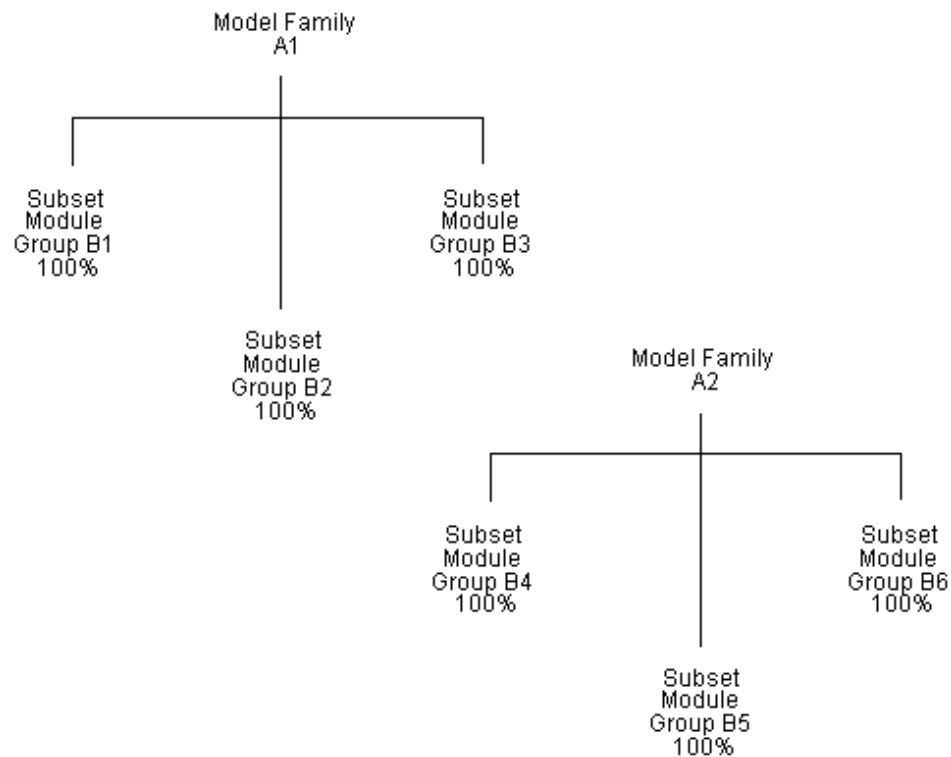 Model Family
A1
Subset
Module
Group B1
100%
Subset
Module
Group B3
100%
Subset
Module
Group B2
100%
Model Family
A2
Subset
Module
Group B4
100%
Subset
Module
Group B6
100%
Subset
Module
Group B5
100%